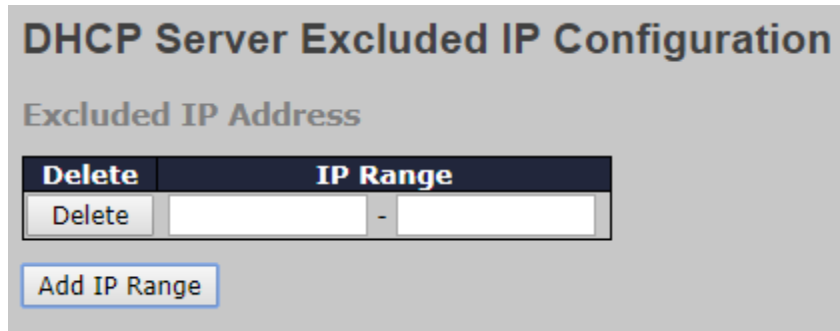 DHCP Server Excluded IP Configuration
Excluded IP Address
Delete IP Range
Delete -
Add IP Range